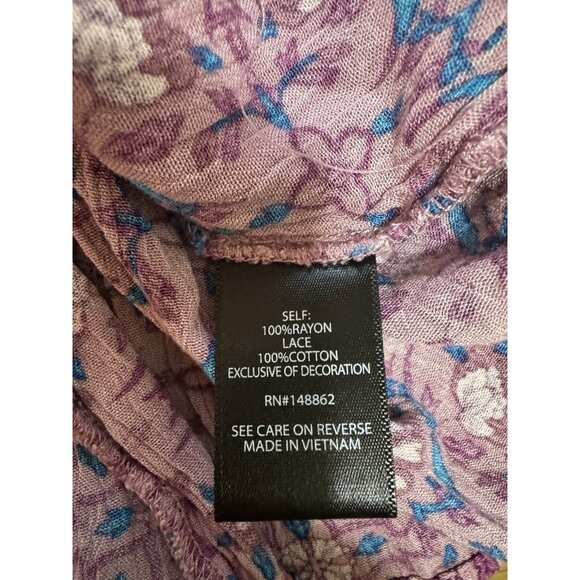 SELF:
100%RAYON
LACE
100%COTTON
EXCLUSIVE OF DECORATION
RN#148862
SEE CARE ON REVERSE
MADE IN VIETNAM